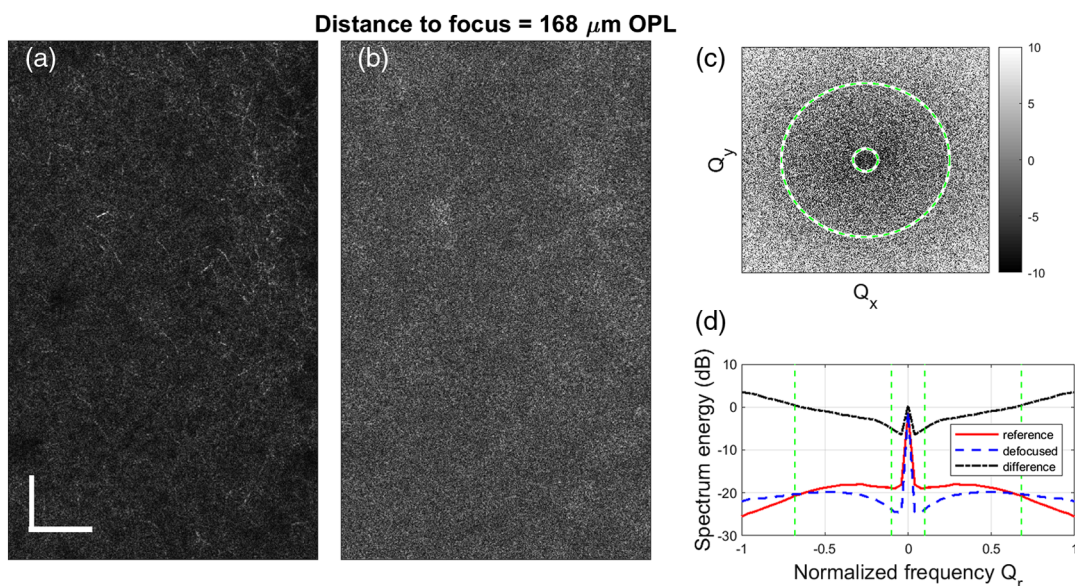 Distance to focus = 168 μm OPL
(a)
(b)
(c)
10
5
0
-5
-10
Q_y
Q_x
(d)
Spectrum energy (dB)
10
0
-10
-20
-30
reference
defocused
difference
-1
-0.5
0
0.5
1
Normalized frequency Q_r